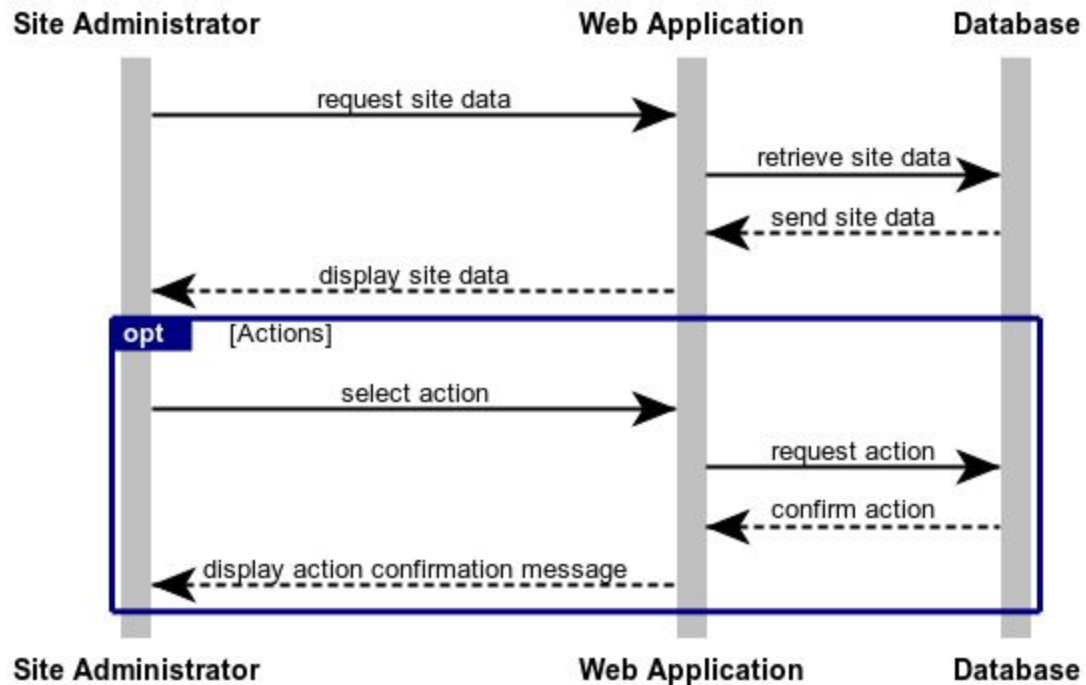 Site Administrator Web Application Database
request site data
retrieve site data
send site data
display site data
opt [Actions]
select action
request action
confirm action
display action confirmation message
Site Administrator Web Application Database